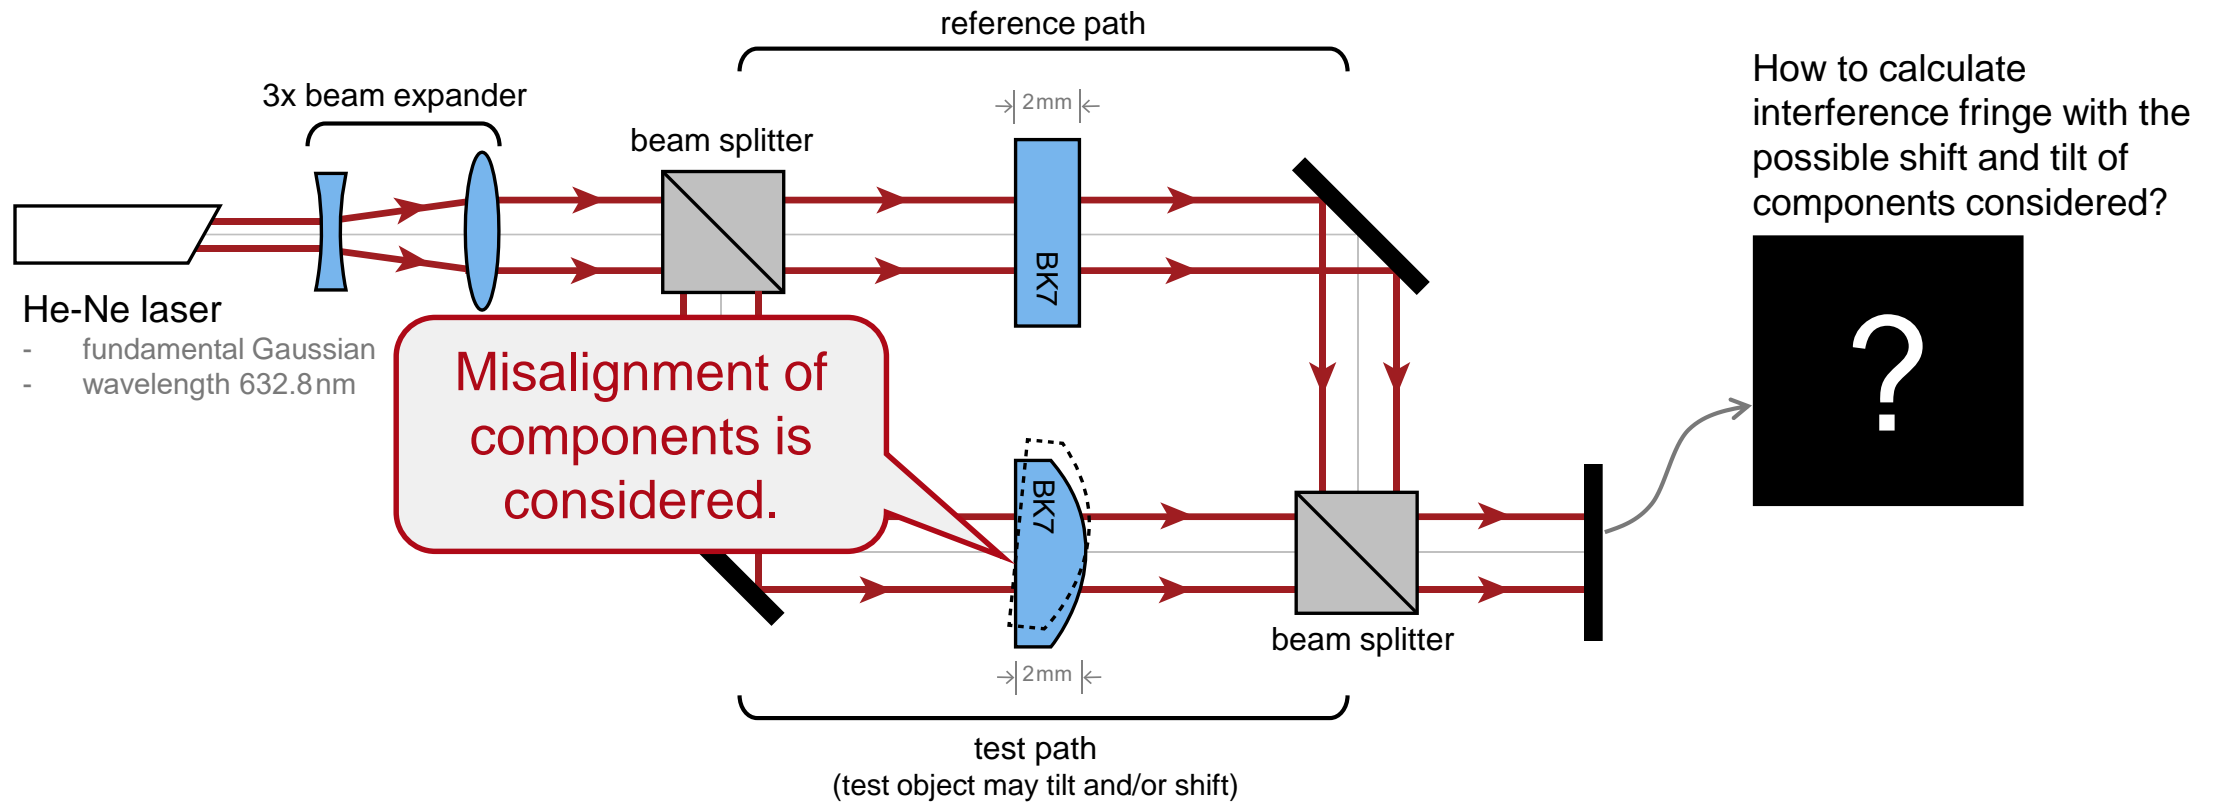 reference path
3x beam expander
2mm
beam splitter
How to calculate
interference fringe with the
possible shift and tilt of
components considered?
BK7
He-Ne laser
- fundamental Gaussian
- wavelength 632.8nm
Misalignment of
components is
considered.
?
BK7
beam splitter
2mm
test path
(test object may tilt and/or shift)